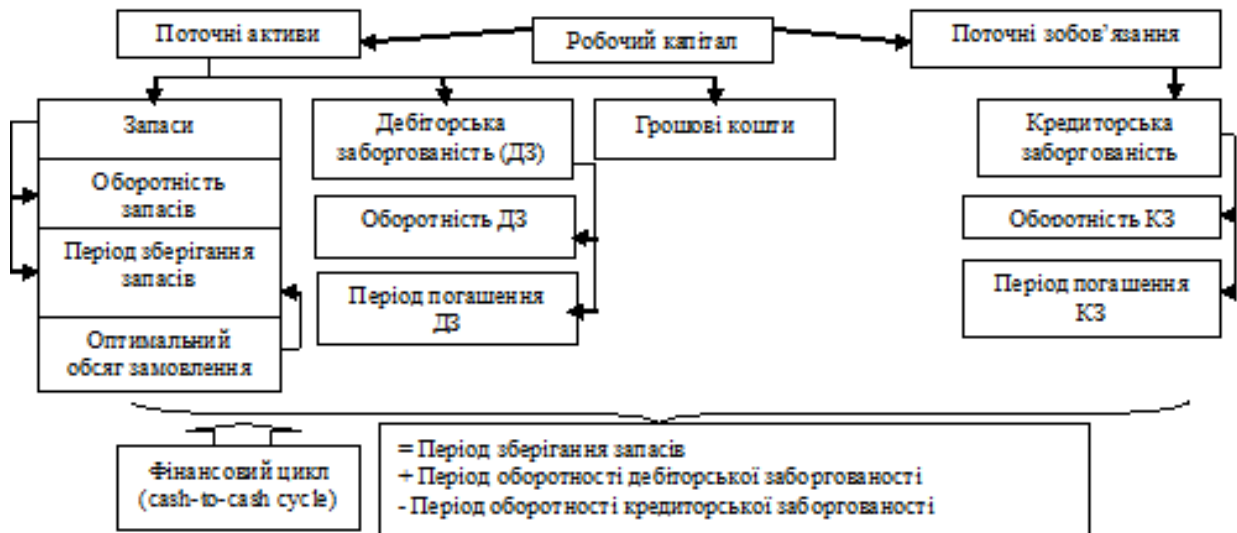 Поточні активи
Робочий капітал
Поточні зобов’язання
Запаси
Оборотність
запасів
Період зберігання
запасів
Оптимальний
обсяг замовлення
Дебіторська
заборгованість (ДЗ)
Оборотність ДЗ
Період погашення
ДЗ
Грошові кошти
Кредиторська
заборгованість
Оборотність КЗ
Період погашення
КЗ
Фінансовий цикл
(cash-to-cash cycle)
= Період зберігання запасів
+ Період оборотності дебіторської заборгованості
- Період оборотності кредиторської заборгованості